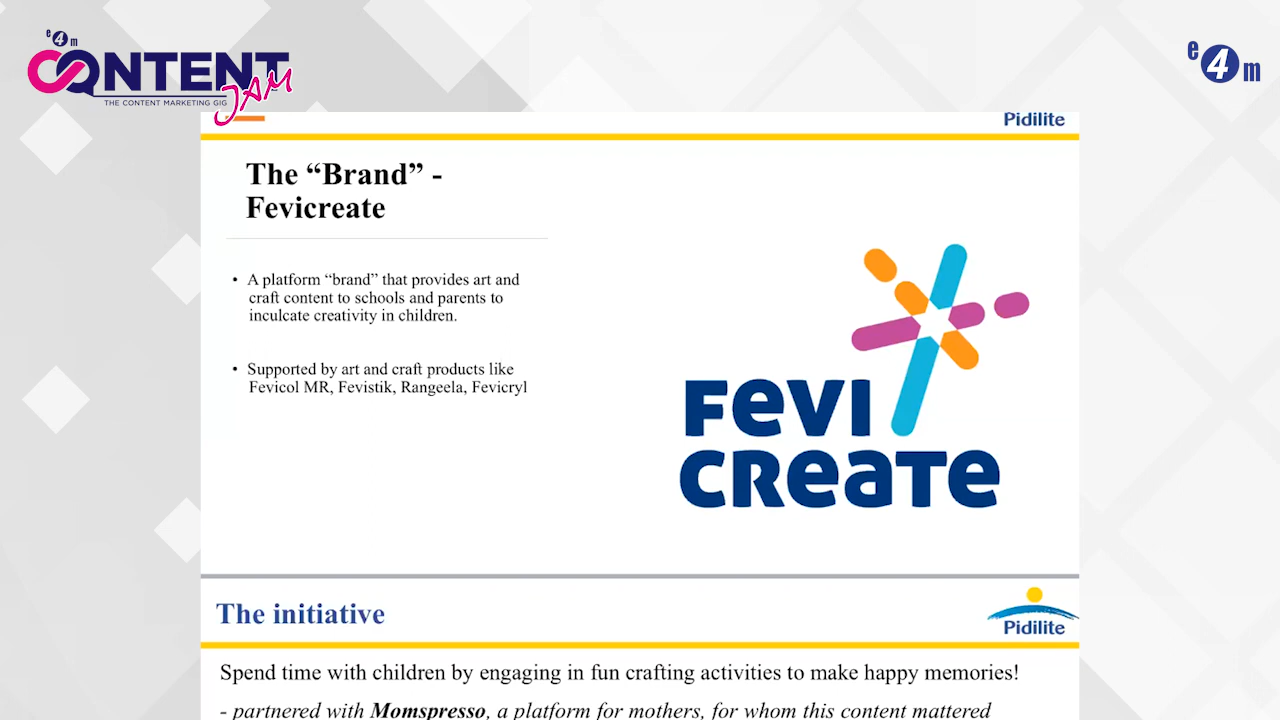 e4m
CONTENT
JAM
THE CONTENT MARKETING GIG
e4m
Pidilite
The “Brand” -
Fevicreate
• A platform “brand” that provides art and
craft content to schools and parents to
inculcate creativity in children.
• Supported by art and craft products like
Fevicol MR, Fevistik, Rangeela, Fevicryl
FEVI
CREATE
The initiative
Pidilite
Spend time with children by engaging in fun crafting activities to make happy memories!
- partnered with Momspresso, a platform for mothers, for whom this content mattered